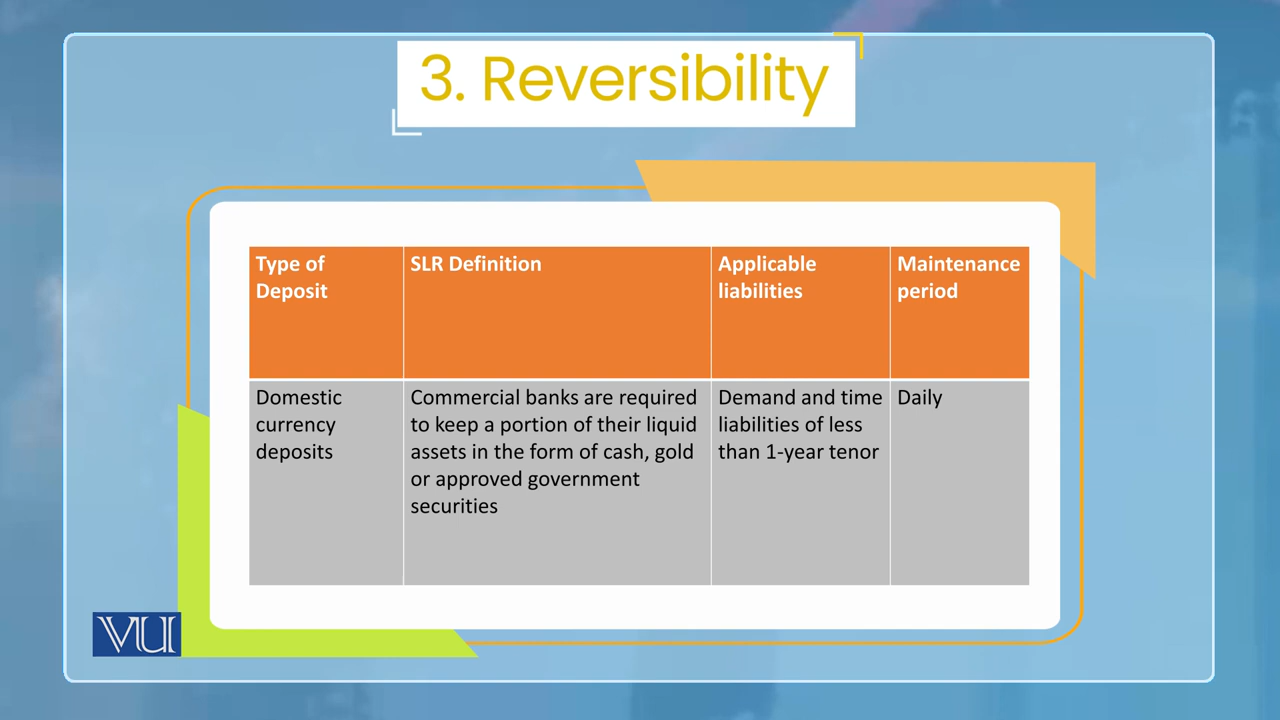 3. Reversibility
Type of
Deposit
SLR Definition
Applicable
liabilities
Maintenance
period
Domestic
currency
deposits
Commercial banks are required
to keep a portion of their liquid
assets in the form of cash, gold
or approved government
securities
Demand and time
liabilities of less
than 1-year tenor
Daily
VU